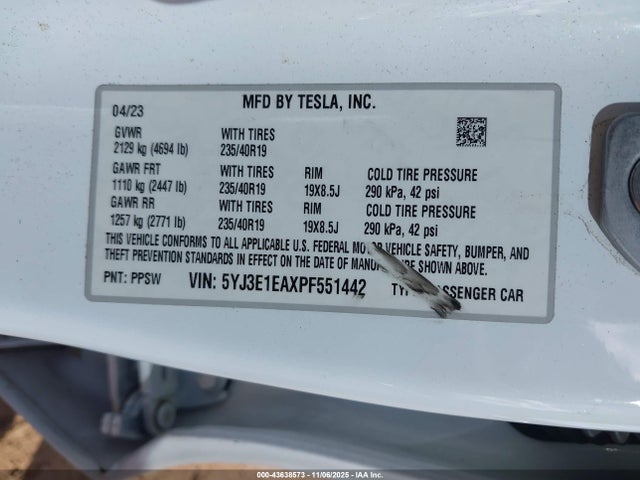 MFD BY TESLA, INC.
04/23
GVWR WITH TIRES
2129 kg (4694 lb) 235/40R19
GAWR FRT WITH TIRES RIM COLD TIRE PRESSURE
1110 kg (2447 lb) 235/40R19 19X8.5J 290 kPa, 42 psi
GAWR RR WITH TIRES RIM COLD TIRE PRESSURE
1257 kg (2771 lb) 235/40R19 19X8.5J 290 kPa, 42 psi
THIS VEHICLE CONFORMS TO ALL APPLICABLE U.S. FEDERAL MOTOR VEHICLE SAFETY, BUMPER, AND
THEFT PREVENTION STANDARDS IN EFFECT ON THE DATE OF MANUFACTURE SHOWN ABOVE.
PNT: PPSW VIN: 5YJ3E1EAXPF551442 TYPE: PASSENGER CAR
000-43638573 - 11/06/2025 - IAAI.COM